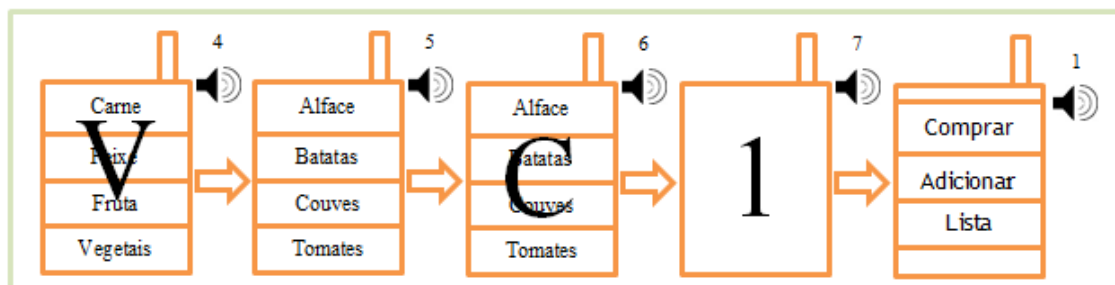 4
5
6
7
1
Carne
Peixe
Fruta
Vegetais
V
Alface
Batatas
Couves
Tomates
Alface
Batatas
Couves
Tomates
C
1
Comprar
Adicionar
Lista